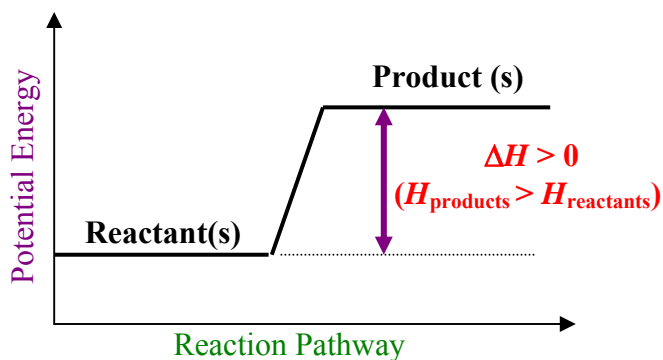 Product (s)
Potential Energy
ΔH > 0
(Hproducts > Hreactants)
Reactant(s)
Reaction Pathway